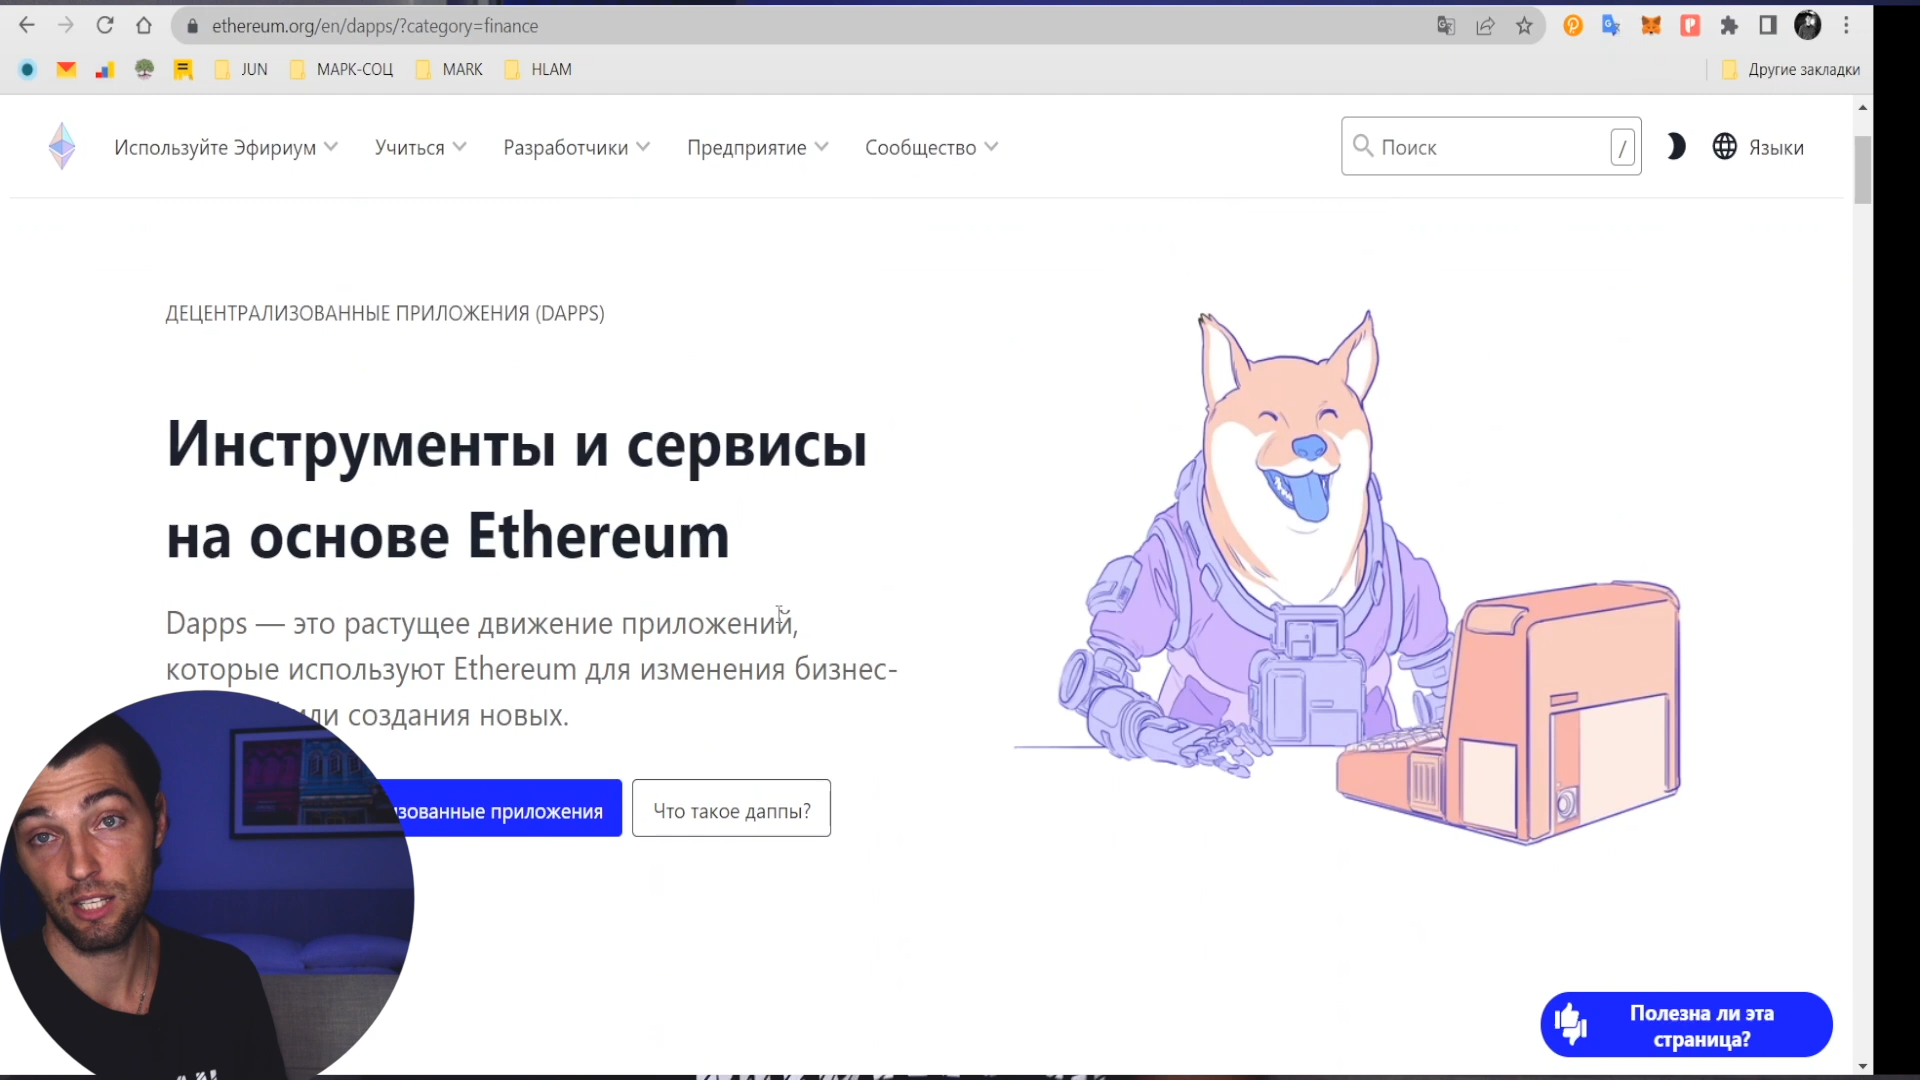 ethereum.org/en/dapps/?category=finance
JUN
МАРК-СОЦ
MARK
HLAM
Другие закладки
Используйте Эфириум
Учиться
Разработчики
Предприятие
Сообщество
Поиск
/
Языки
ДЕЦЕНТРАЛИЗОВАННЫЕ ПРИЛОЖЕНИЯ (DAPPS)
Инструменты и сервисы
на основе Ethereum
Dapps — это растущее движение приложений,
которые используют Ethereum для изменения бизнес-
или создания новых.
приложения
Что такое даппы?
Полезна ли эта
страница?